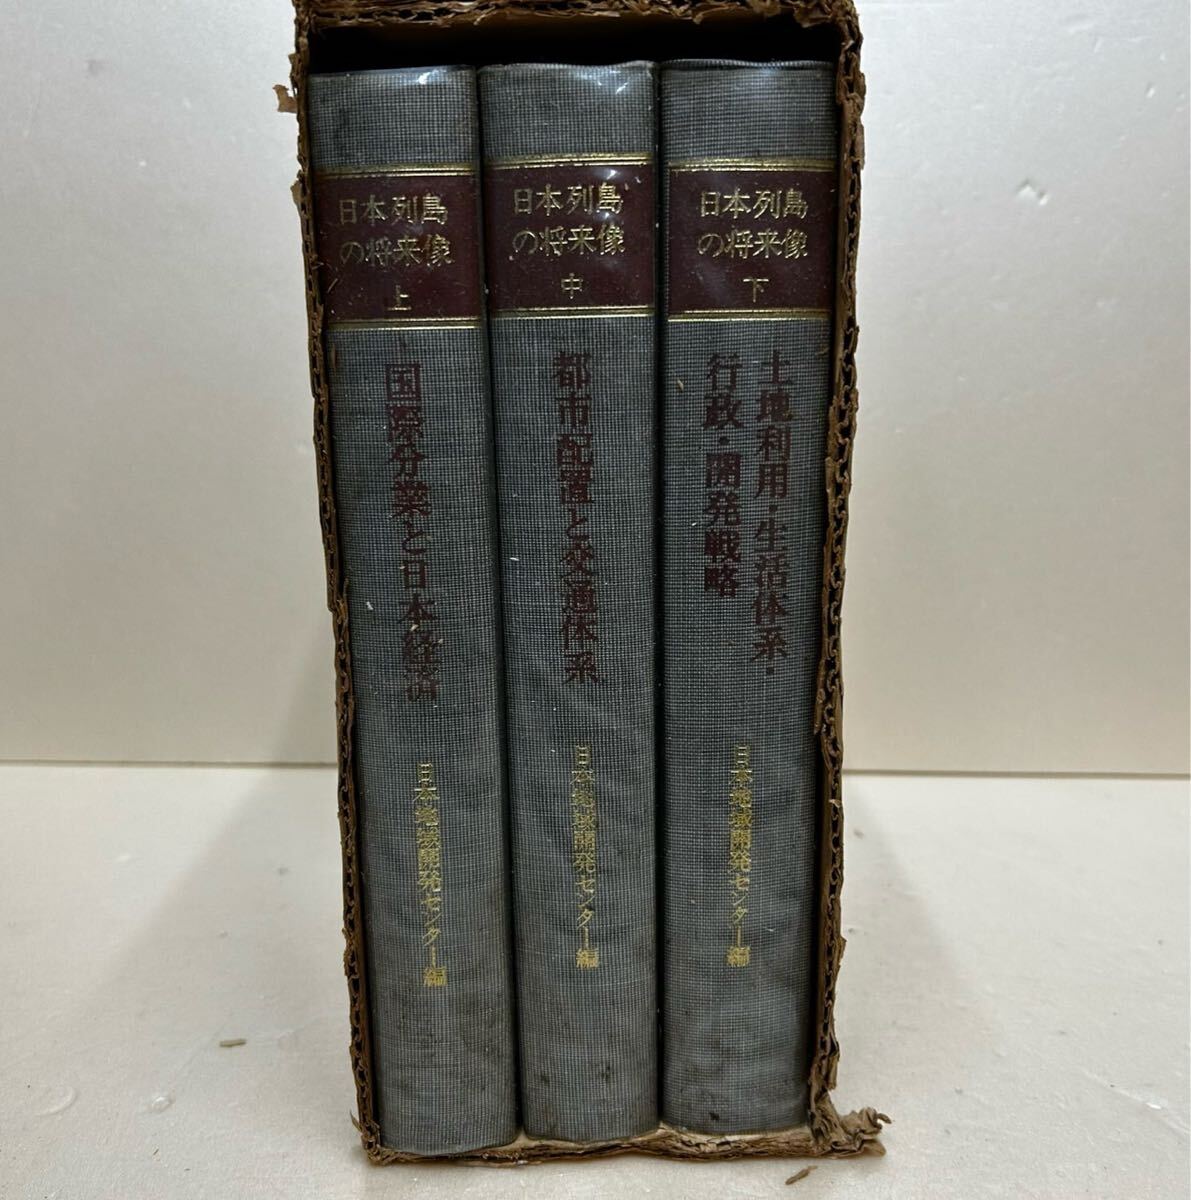 日本列島
の将来像
上
国際分業と日本経済
日本地域開発センター編
日本列島
の将来像
中
都市配置と交通体系
日本地域開発センター編
日本列島
の将来像
下
土地利用・生活体系・
行政・開発戦略
日本地域開発センター編